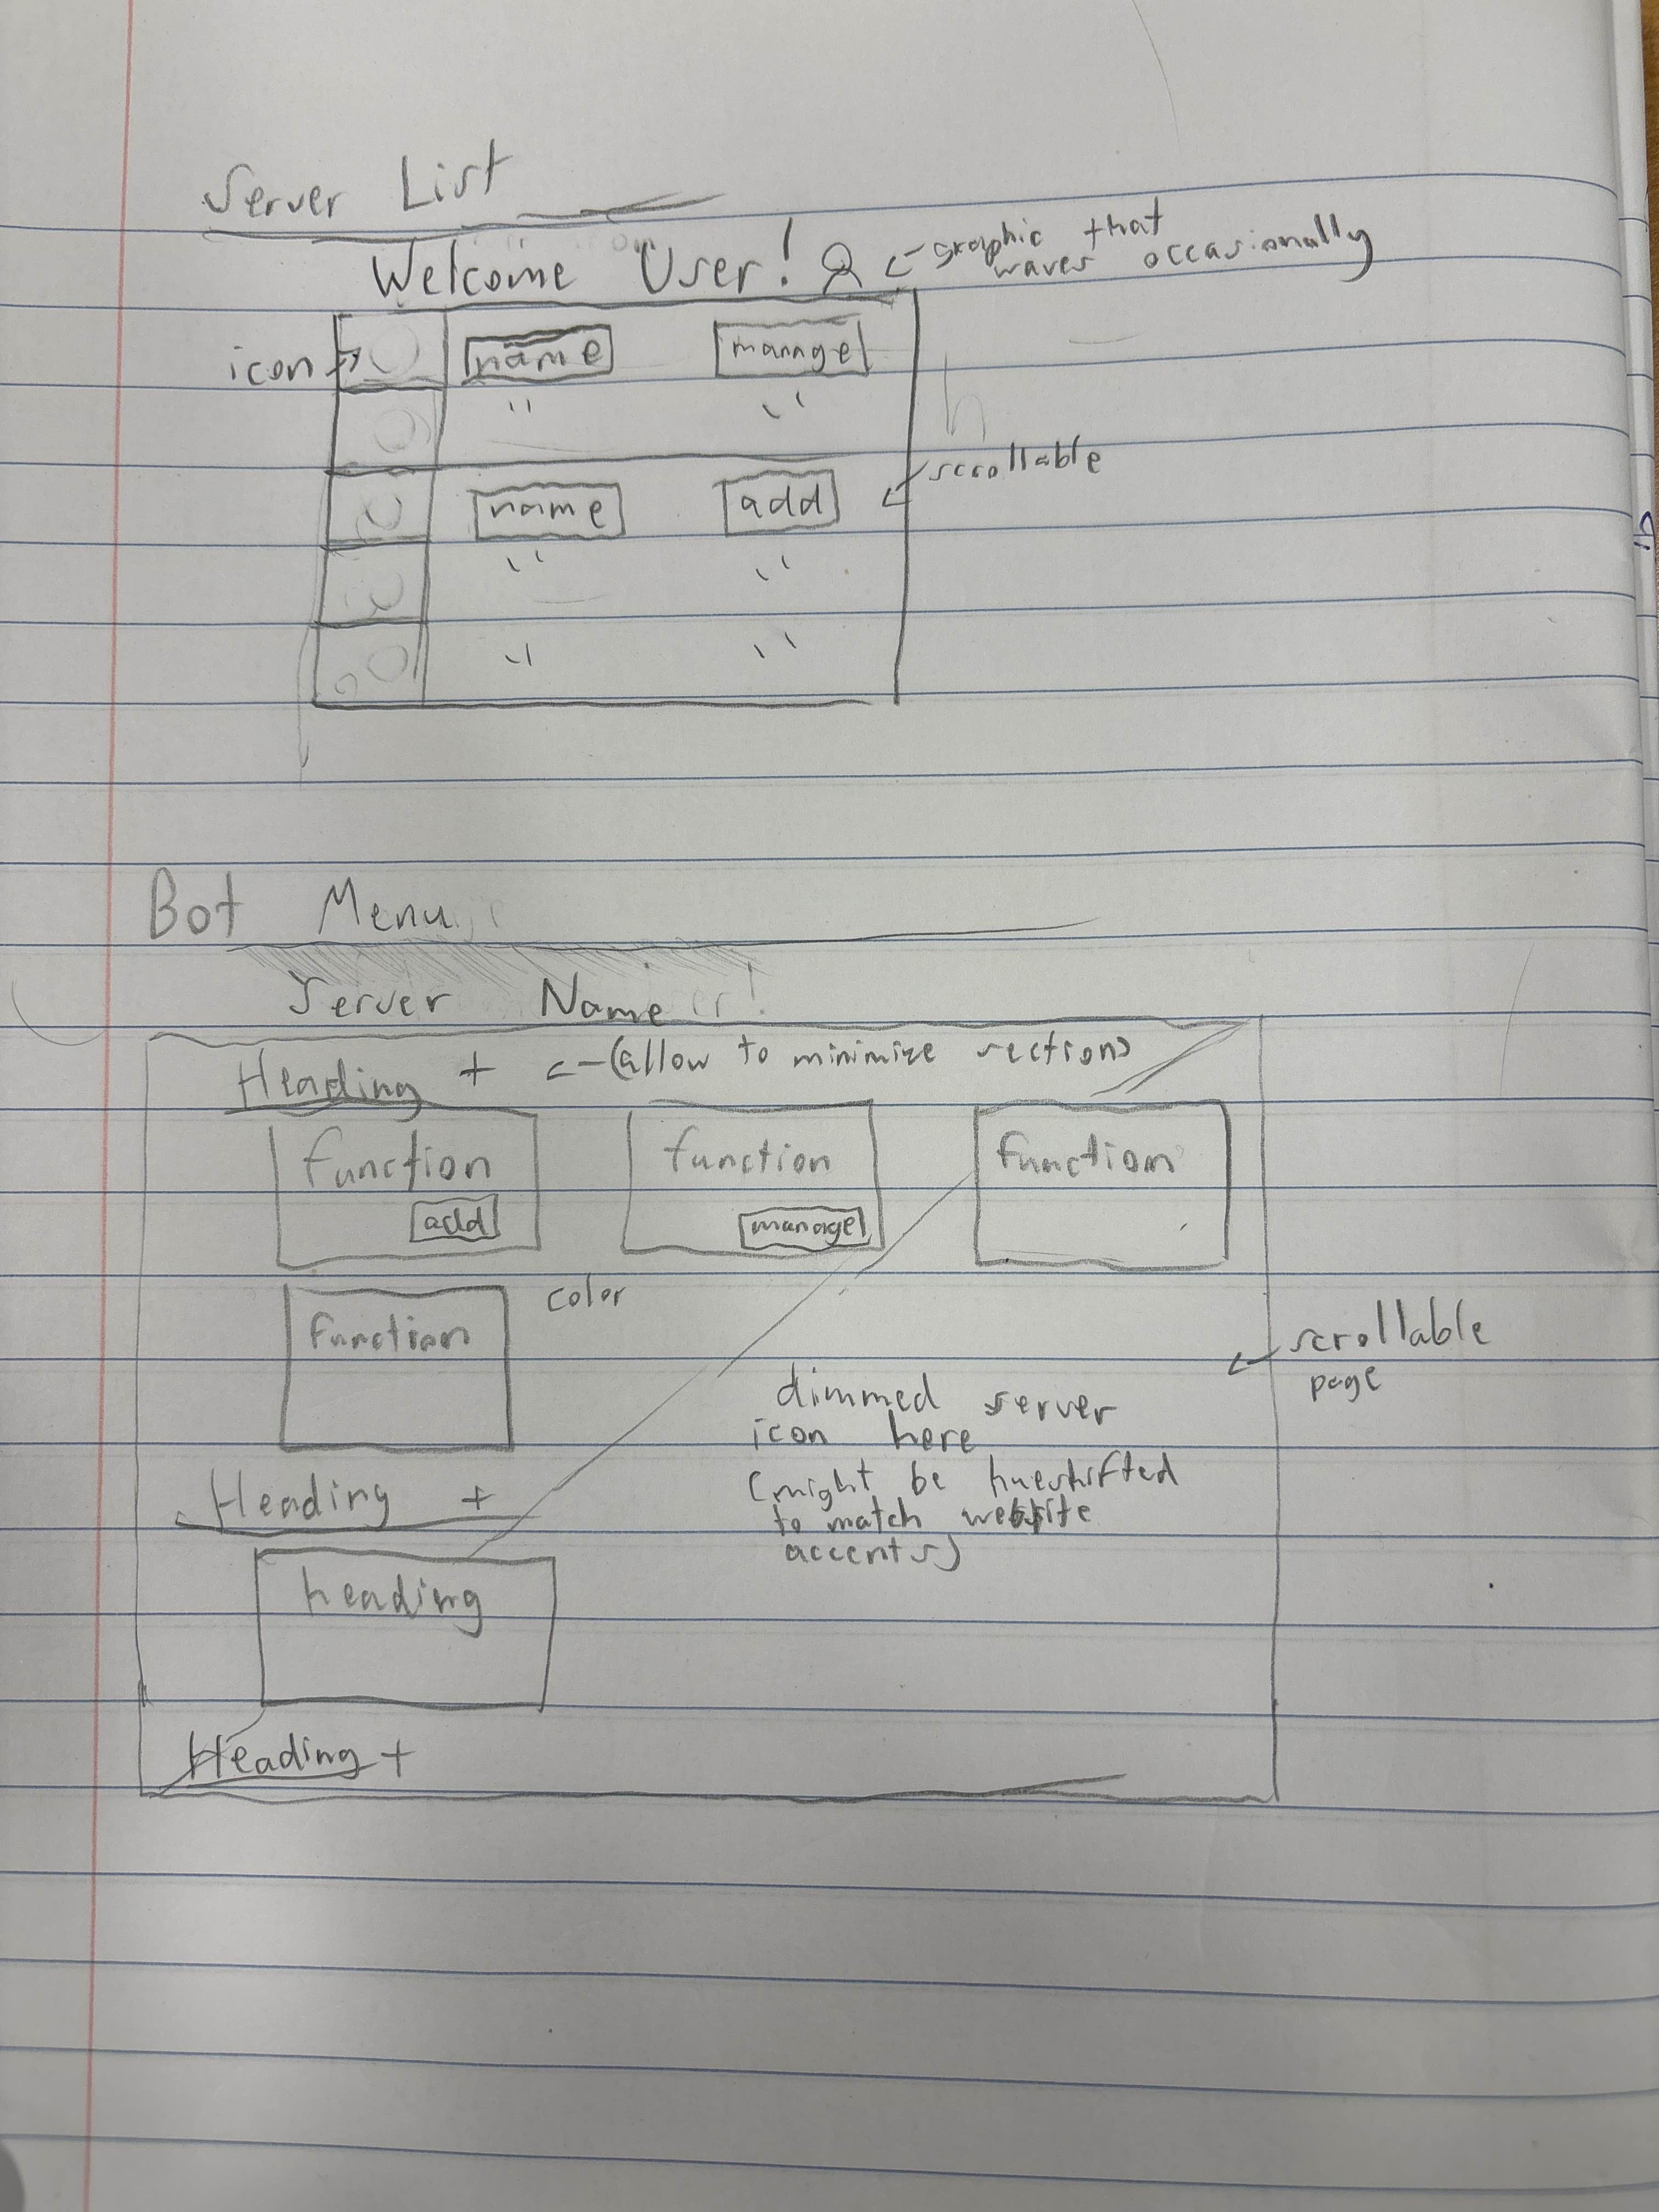 Server List
Welcome User!
<- graphic that
waves occasionally
icon ->
name
manage
" "
scrollable
name
add
" "
" "
Bot Menu
Server Name
Heading + <- (allow to minimize section)
function
add
function
manage
function
function
color
scrollable
page
dimmed server
icon here
(might be hueshifted
to match website
accents)
Heading +
heading
Heading +